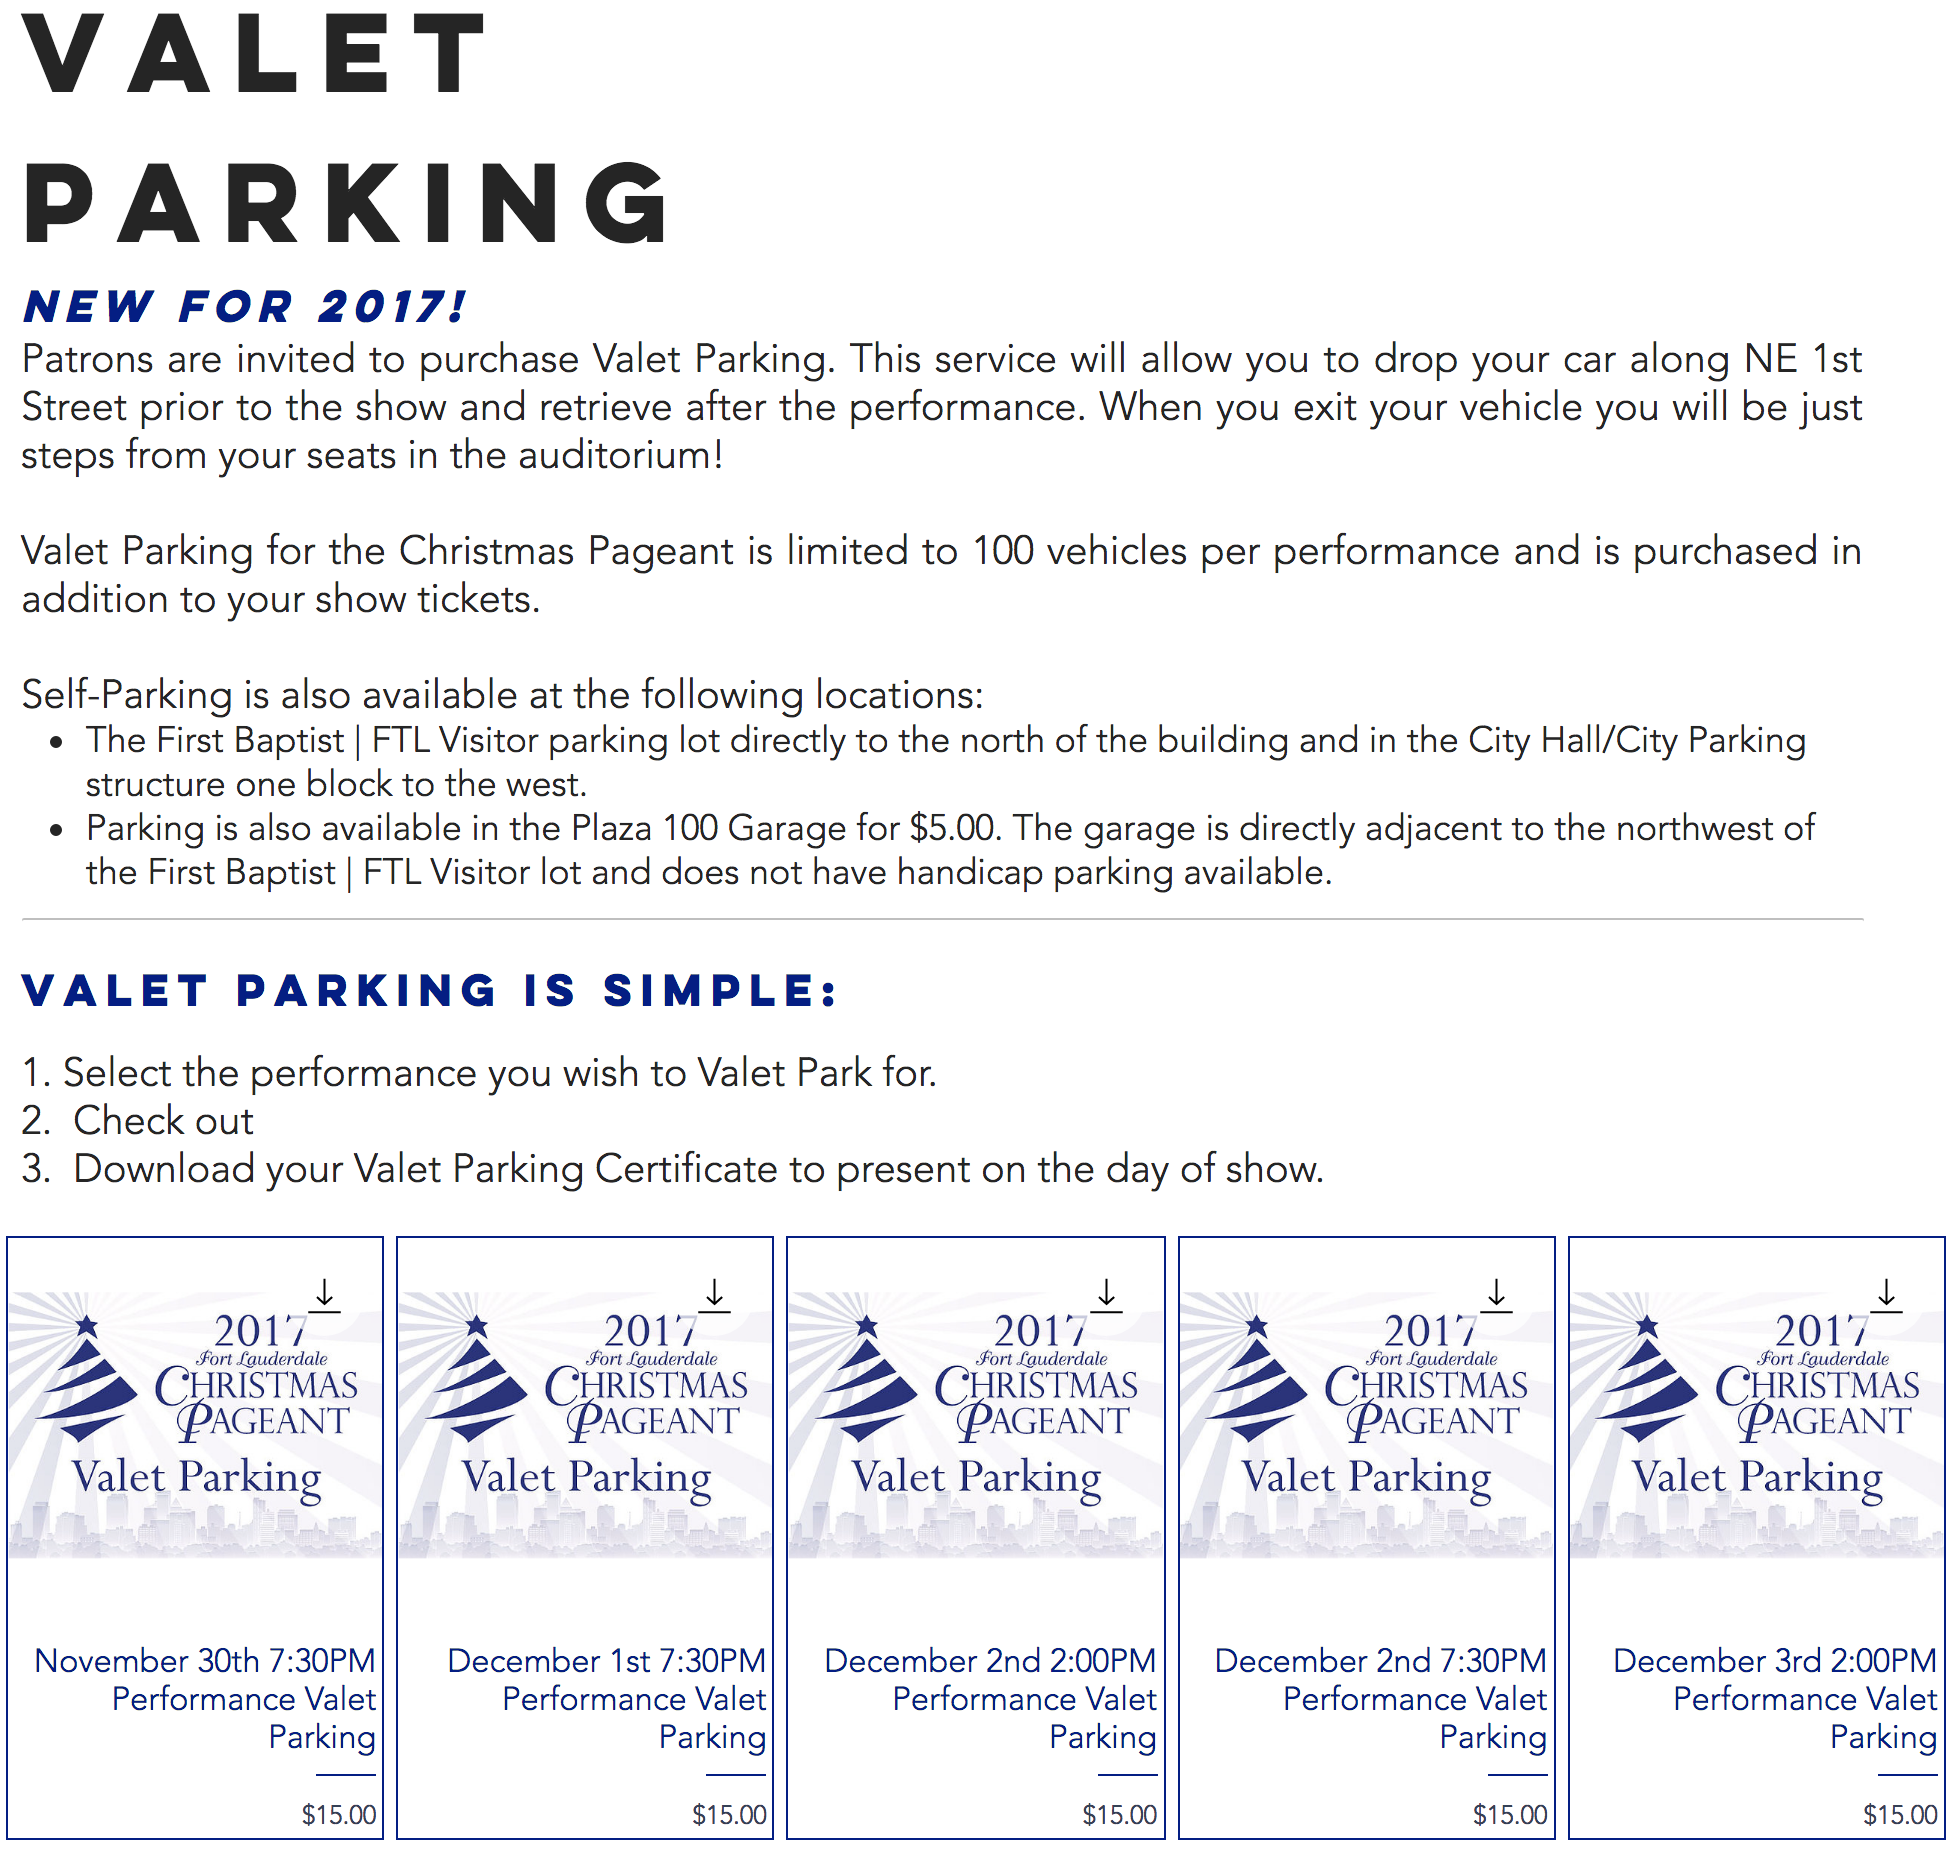 VALET
PARKING
NEW FOR 2017!
Patrons are invited to purchase Valet Parking. This service will allow you to drop your car along NE 1st
Street prior to the show and retrieve after the performance. When you exit your vehicle you will be just
steps from your seats in the auditorium!
Valet Parking for the Christmas Pageant is limited to 100 vehicles per performance and is purchased in
addition to your show tickets.
Self-Parking is also available at the following locations:
• The First Baptist | FTL Visitor parking lot directly to the north of the building and in the City Hall/City Parking
structure one block to the west.
• Parking is also available in the Plaza 100 Garage for $5.00. The garage is directly adjacent to the northwest of
the First Baptist | FTL Visitor lot and does not have handicap parking available.
VALET PARKING IS SIMPLE:
1. Select the performance you wish to Valet Park for.
2. Check out
3. Download your Valet Parking Certificate to present on the day of show.
2017
Fort Lauderdale
CHRISTMAS
PAGEANT
Valet Parking
November 30th 7:30PM
Performance Valet
Parking
$15.00
2017
Fort Lauderdale
CHRISTMAS
PAGEANT
Valet Parking
December 1st 7:30PM
Performance Valet
Parking
$15.00
2017
Fort Lauderdale
CHRISTMAS
PAGEANT
Valet Parking
December 2nd 2:00PM
Performance Valet
Parking
$15.00
2017
Fort Lauderdale
CHRISTMAS
PAGEANT
Valet Parking
December 2nd 7:30PM
Performance Valet
Parking
$15.00
2017
Fort Lauderdale
CHRISTMAS
PAGEANT
Valet Parking
December 3rd 2:00PM
Performance Valet
Parking
$15.00